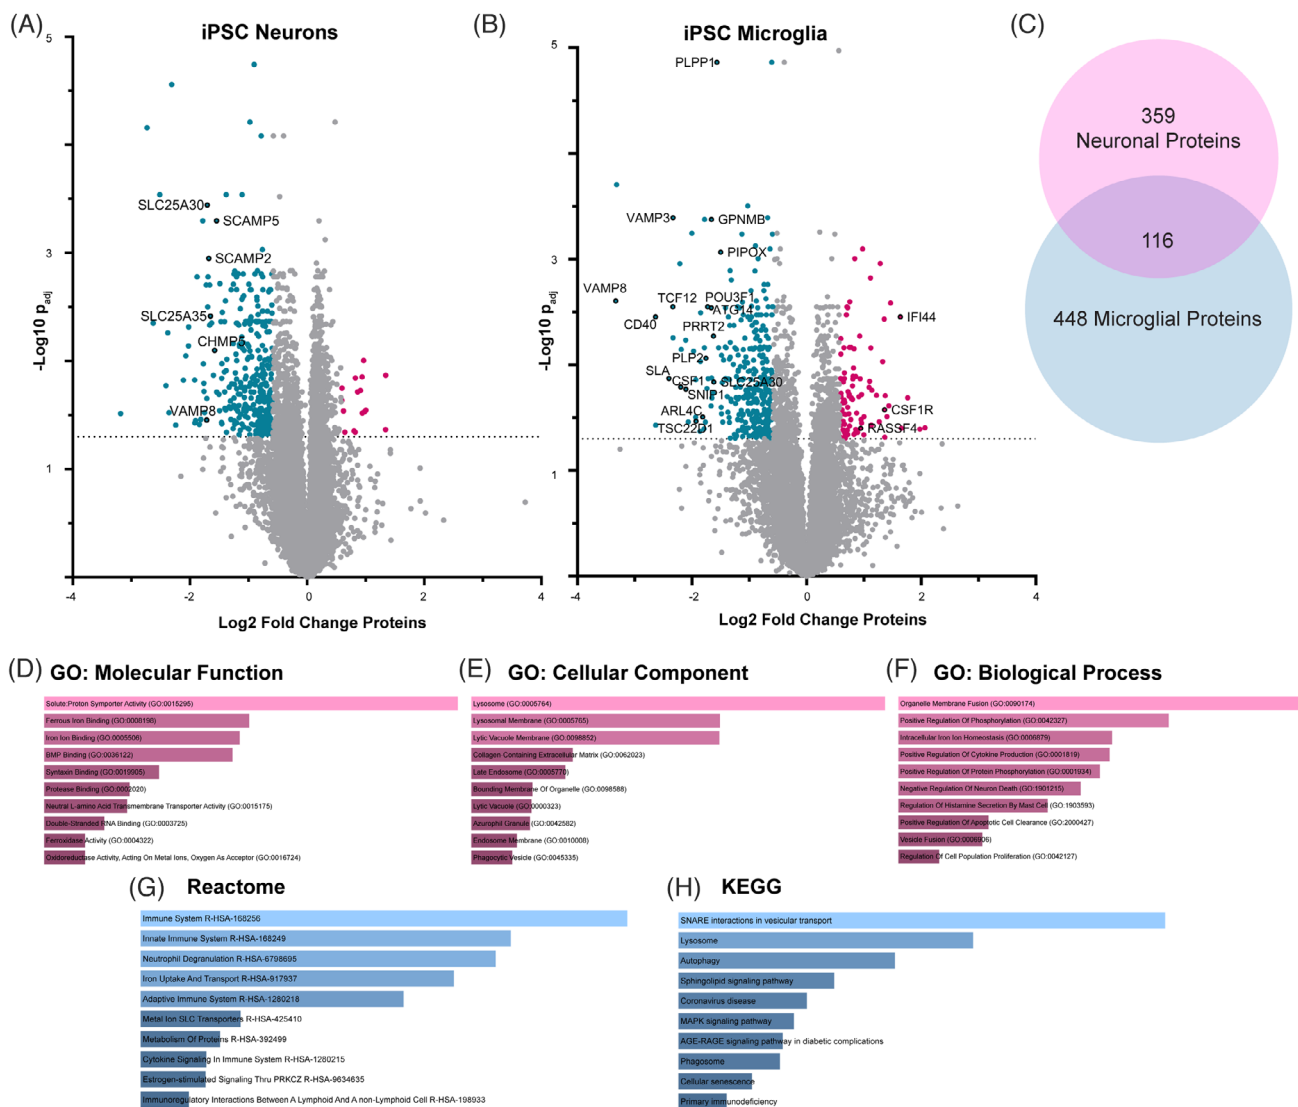 (A)
iPSC Neurons
5
3
1
-Log10 p adj
SLC25A30
SCAMP5
SCAMP2
SLC25A35
CHMP5
VAMP8
-4
-2
0
2
4
Log2 Fold Change Proteins
(B)
iPSC Microglia
5
3
1
-Log10 p adj
PLPP1
VAMP3
GPNMB
PIPOX
VAMP8
TCF12
POU3F1
ATG14
CD40
PRRT2
IFI44
PLP2
SLA
CSF1
SLC25A30
SNIP1
ARL4C
TSC22D1
CSF1R
RASSF4
-4
-2
0
2
4
Log2 Fold Change Proteins
(C)
359
Neuronal Proteins
116
448 Microglial Proteins
(D)
GO: Molecular Function
Solute:Proton Symporter Activity (GO:0015295)
Ferrous Iron Binding (GO:0008198)
Iron Ion Binding (GO:0005506)
BMP Binding (GO:0036122)
Syntaxin Binding (GO:0019905)
Protease Binding (GO:0002020)
Neutral L-amino Acid Transmembrane Transporter Activity (GO:0015175)
Double-Stranded RNA Binding (GO:0003725)
Ferroxidase Activity (GO:0004322)
Oxidoreductase Activity, Acting On Metal Ions, Oxygen As Acceptor (GO:0016724)
(E)
GO: Cellular Component
Lysosome (GO:0005764)
Lysosomal Membrane (GO:0005765)
Lytic Vacuole Membrane (GO:0098852)
Collagen Containing Extracellular Matrix (GO:0062023)
Late Endosome (GO:0005770)
Bounding Membrane Of Organelle (GO:0098588)
Lytic Vacuole (GO:0000323)
Azurophil Granule (GO:0042582)
Endosome Membrane (GO:0010008)
Phagocytic Vesicle (GO:0045335)
(F)
GO: Biological Process
Organelle Membrane Fusion (GO:0090174)
Positive Regulation Of Phosphorylation (GO:0042327)
Intracellular Iron Ion Homeostasis (GO:0006879)
Positive Regulation Of Cytokine Production (GO:0001819)
Positive Regulation Of Protein Phosphorylation (GO:0001934)
Negative Regulation Of Neuron Death (GO:1901215)
Regulation Of Histamine Secretion By Mast Cell (GO:1903593)
Positive Regulation Of Apoptotic Cell Clearance (GO:2000427)
Vesicle Fusion (GO:0006906)
Regulation Of Cell Population Proliferation (GO:0042127)
(G)
Reactome
Immune System R-HSA-168256
Innate Immune System R-HSA-168249
Neutrophil Degranulation R-HSA-6798695
Iron Uptake And Transport R-HSA-917937
Adaptive Immune System R-HSA-1280218
Metal Ion SLC Transporters R-HSA-425410
Metabolism Of Proteins R-HSA-392499
Cytokine Signaling In Immune System R-HSA-1280215
Estrogen-stimulated Signaling Thru PRKCZ R-HSA-9634635
Immunoregulatory Interactions Between A Lymphoid And A non-Lymphoid Cell R-HSA-198933
(H)
KEGG
SNARE interactions in vesicular transport
Lysosome
Autophagy
Sphingolipid signaling pathway
Coronavirus disease
MAPK signaling pathway
AGE-RAGE signaling pathway in diabetic complications
Phagosome
Cellular senescence
Primary immunodeficiency